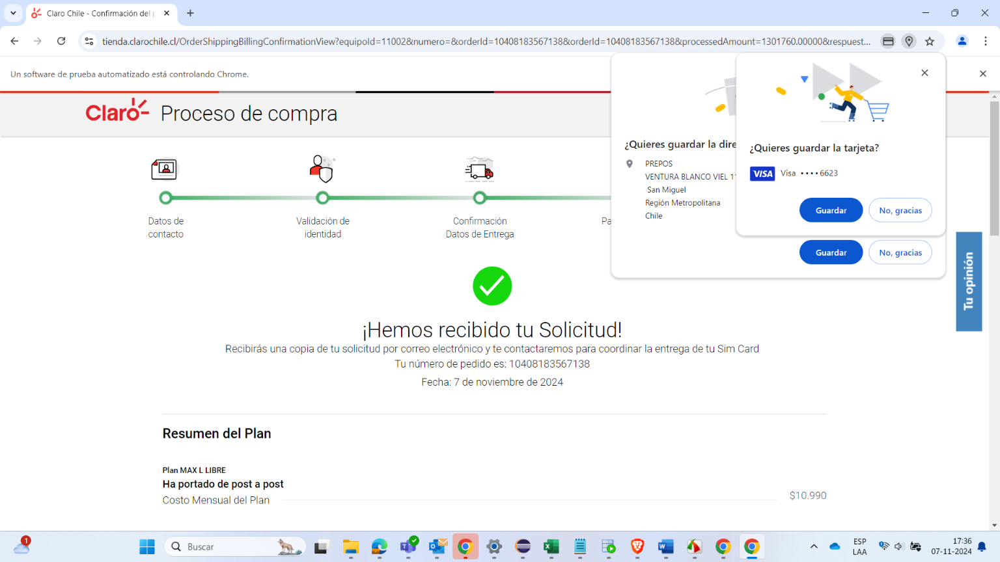 Claro Chile - Confirmación del p
tienda.clarochile.cl/OrderShippingBillingConfirmationView?equipoId=11002&numero=&orderId=10408183567138&orderId=10408183567138&processedAmount=1301760.00000&respuest...
Un software de prueba automatizado está controlando Chrome.
Claro
Proceso de compra
Datos de
contacto
Validación de
identidad
Confirmación
Datos de Entrega
Pa
¿Quieres guardar la dire
PREPOS
VENTURA BLANCO VIEL 11
San Miguel
Región Metropolitana
Chile
Guardar
No, gracias
¿Quieres guardar la tarjeta?
VISA
Visa •••• 6623
Guardar
No, gracias
Tu opinión
¡Hemos recibido tu Solicitud!
Recibirás una copia de tu solicitud por correo electrónico y te contactaremos para coordinar la entrega de tu Sim Card
Tu número de pedido es: 10408183567138
Fecha: 7 de noviembre de 2024
Resumen del Plan
Plan MAX L LIBRE
Ha portado de post a post
Costo Mensual del Plan
$10.990
1
Buscar
ESP
LAA
17:36
07-11-2024